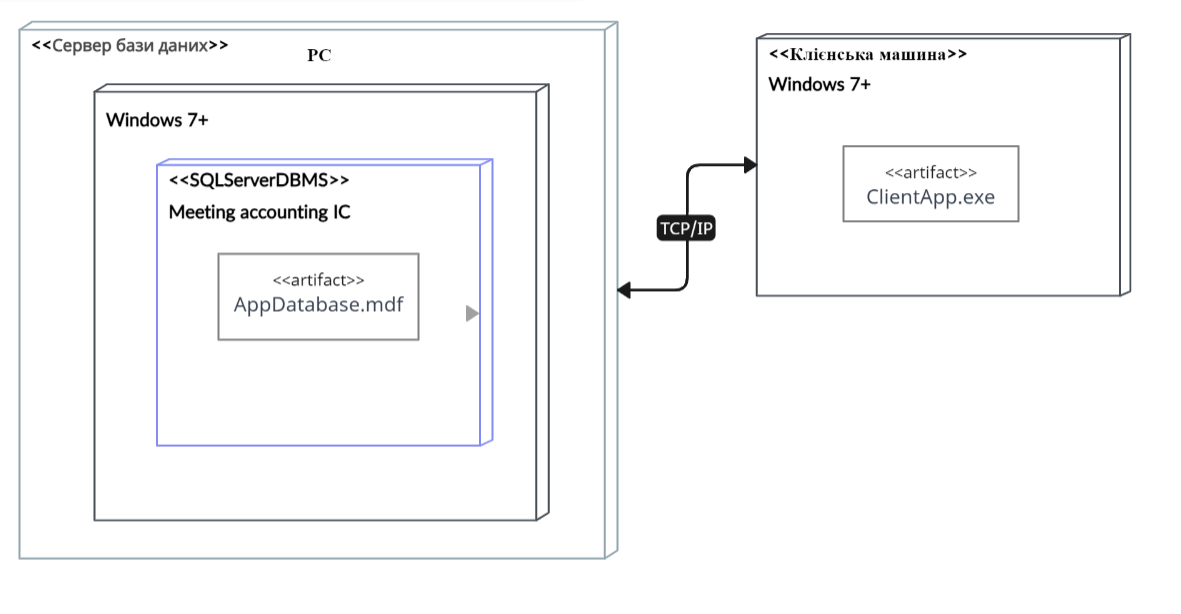 <<Сервер бази даних>>
PC
Windows 7+
<<SQLServerDBMS>>
Meeting accounting IC
<<artifact>>
AppDatabase.mdf
TCP/IP
<<Клієнська машина>>
Windows 7+
<<artifact>>
ClientApp.exe